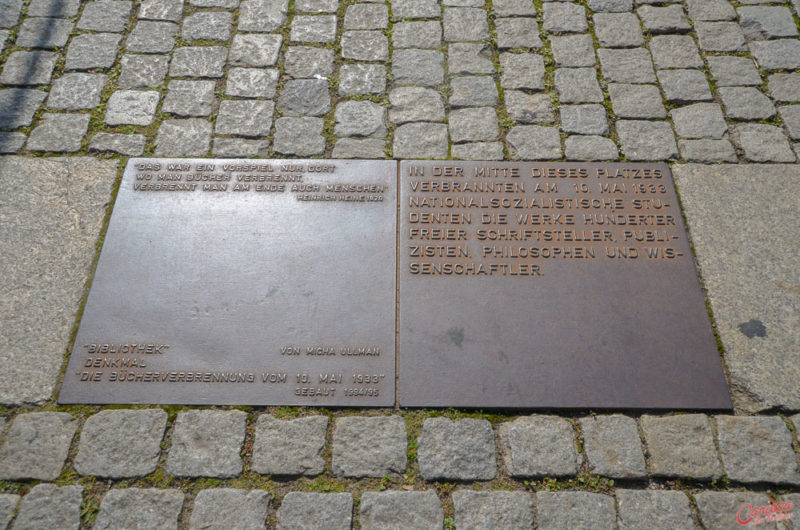 "DAS WAR EIN VORSPIEL NUR, DORT
WO MAN BÜCHER VERBRENNT,
VERBRENNT MAN AM ENDE AUCH MENSCHEN"
HEINRICH HEINE 1820
"BIBLIOTHEK"
VON MICHA ULLMAN
DENKMAL
"DIE BÜCHERVERBRENNUNG VOM 10. MAI 1933"
GEBAUT 1994/95
IN DER MITTE DIESES PLATZES
VERBRANNTEN AM 10. MAI 1933
NATIONALSOZIALISTISCHE STU-
DENTEN DIE WERKE HUNDERTER
FREIER SCHRIFTSTELLER, PUBLI-
ZISTEN, PHILOSOPHEN UND WIS-
SENSCHAFTLER.